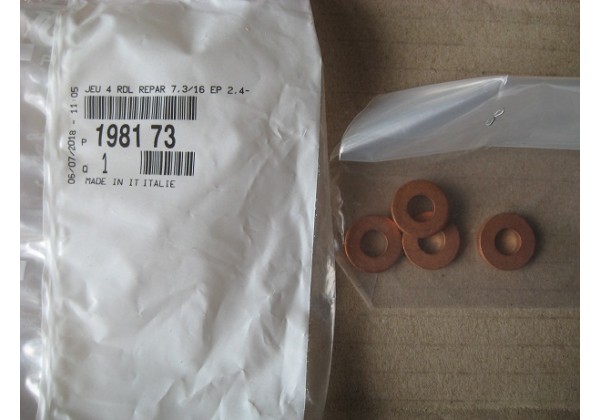 JEU 4 RDL REPAR 7.3/16 EP 2.4-
P 1981 73
Q 1
MADE IN IT ITALIE
06/07/2018 - 11:05